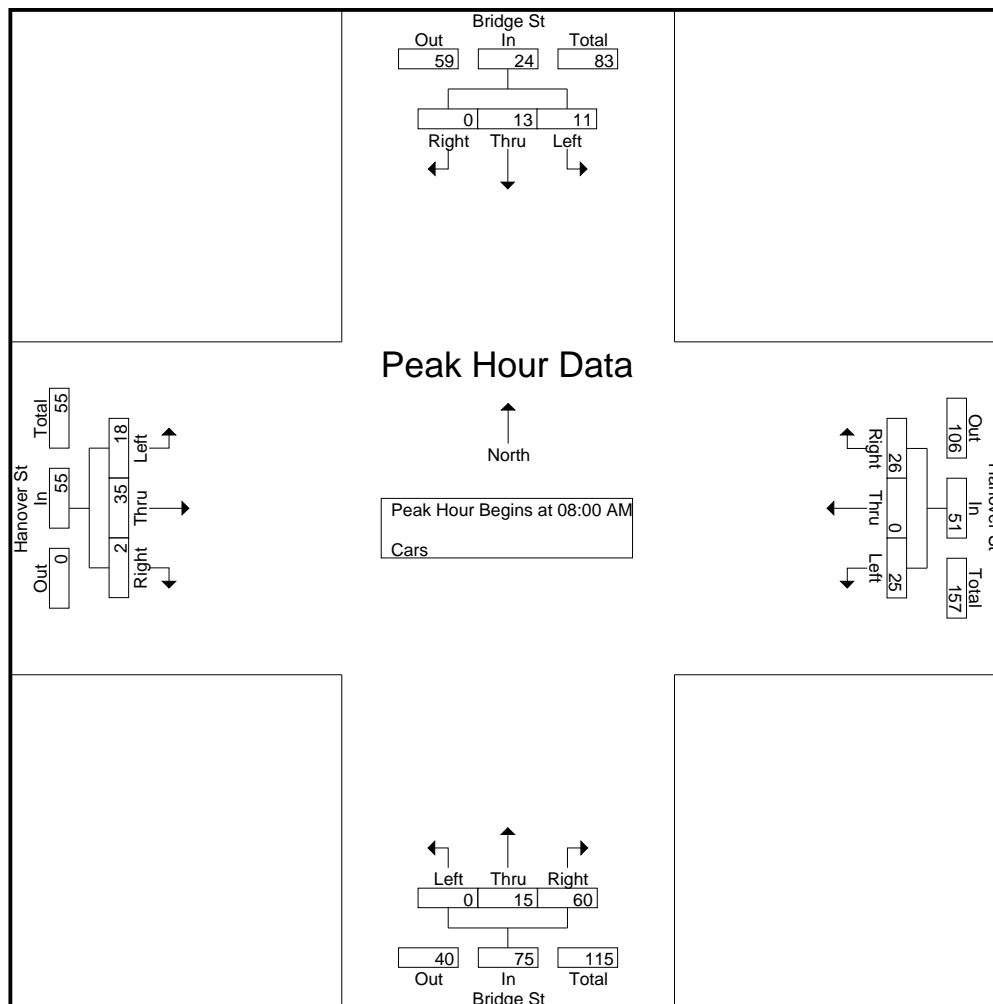 Bridge St
Out In Total
59 24 83
0 13 11
Right Thru Left
Peak Hour Data
North
Peak Hour Begins at 08:00 AM
Cars
Hanover St
Total In Out
55 55 0
18 35 2
Left Thru Right
Hanover St
Out In Total
106 51 157
26 0 25
Right Thru Left
Left Thru Right
0 15 60
40 75 115
Out In Total
Bridge St